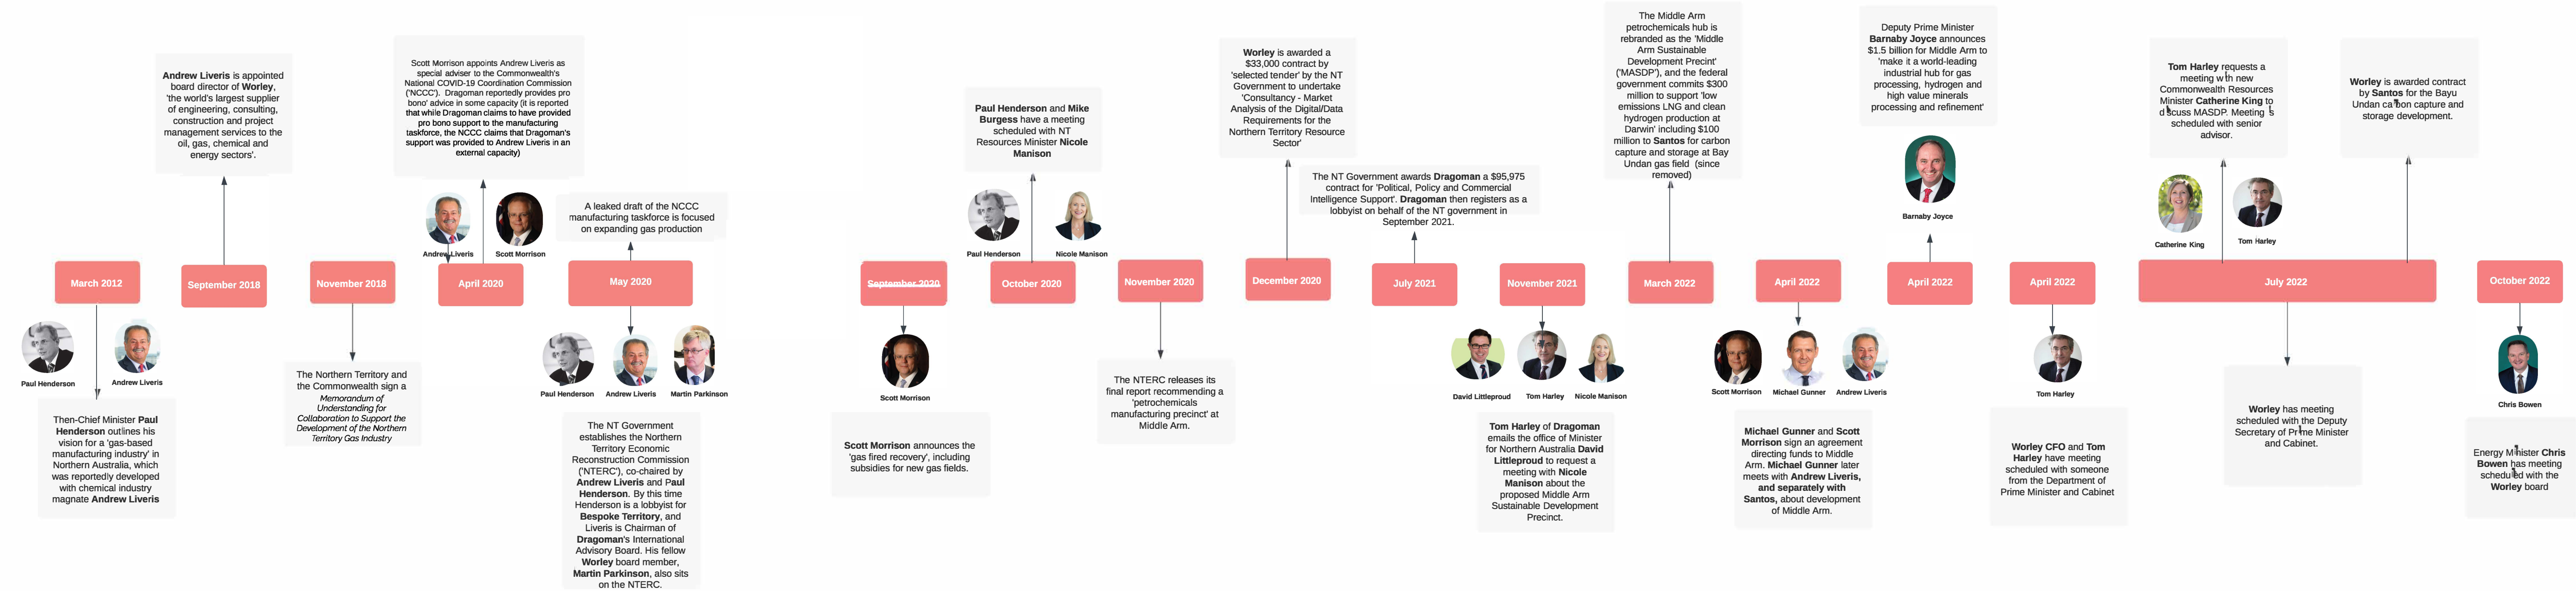 March 2012
Paul Henderson
Andrew Liveris
Then-Chief Minister Paul
Henderson outlines his
vision for a 'gas-based
manufacturing industry' in
Northern Australia, which
was reportedly developed
with chemical industry
magnate Andrew Liveris
Andrew Liveris is appointed
board director of Worley,
'the world's largest supplier
of engineering, consulting,
construction and project
management services to the
oil, gas, chemical and
energy sectors'.
September 2018
November 2018
The Northern Territory and
the Commonwealth sign a
Memorandum of
Understanding for
Collaboration to Support the
Development of the Northern
Territory Gas Industry
Scott Morrison appoints Andrew Liveris as
special adviser to the Commonwealth's
National COVID-19 Coordination Commission
('NCCC'). Dragoman reportedly provides pro
bono' advice in some capacity (it is reported
that while Dragoman claims to have provided
pro bono support to the manufacturing
taskforce, the NCCC claims that Dragoman's
support was provided to Andrew Liveris in an
external capacity)
Andrew Liveris
Scott Morrison
April 2020
A leaked draft of the NCCC
manufacturing taskforce is focused
on expanding gas production
May 2020
Paul Henderson
Andrew Liveris
Martin Parkinson
The NT Government
establishes the Northern
Territory Economic
Reconstruction Commission
('NTERC'), co-chaired by
Andrew Liveris and Paul
Henderson. By this time
Henderson is a lobbyist for
Bespoke Territory, and
Liveris is Chairman of
Dragoman's International
Advisory Board. His fellow
Worley board member,
Martin Parkinson, also sits
on the NTERC.
September 2020
Scott Morrison
Scott Morrison announces the
'gas fired recovery', including
subsidies for new gas fields.
Paul Henderson and Mike
Burgess have a meeting
scheduled with NT
Resources Minister Nicole
Manison
Paul Henderson
Nicole Manison
October 2020
November 2020
The NTERC releases its
final report recommending a
'petrochemicals
manufacturing precinct' at
Middle Arm.
Worley is awarded a
$33,000 contract by
'selected tender' by the NT
Government to undertake
'Consultancy - Market
Analysis of the Digital/Data
Requirements for the
Northern Territory Resource
Sector'
December 2020
The NT Government awards Dragoman a $95,975
contract for 'Political, Policy and Commercial
Intelligence Support'. Dragoman then registers as a
lobbyist on behalf of the NT government in
September 2021.
July 2021
November 2021
David Littleproud
Tom Harley
Nicole Manison
Tom Harley of Dragoman
emails the office of Minister
for Northern Australia David
Littleproud to request a
meeting with Nicole
Manison about the
proposed Middle Arm
Sustainable Development
Precinct.
The Middle Arm
petrochemicals hub is
rebranded as the 'Middle
Arm Sustainable
Development Precint'
('MASDP'), and the federal
government commits $300
million to support 'low
emissions LNG and clean
hydrogen production at
Darwin' including $100
million to Santos for carbon
capture and storage at Bay
Undan gas field (since
removed)
March 2022
April 2022
Scott Morrison
Michael Gunner
Andrew Liveris
Michael Gunner and Scott
Morrison sign an agreement
directing funds to Middle
Arm. Michael Gunner later
meets with Andrew Liveris,
and separately with
Santos, about development
of Middle Arm.
Deputy Prime Minister
Barnaby Joyce announces
$1.5 billion for Middle Arm to
'make it a world-leading
industrial hub for gas
processing, hydrogen and
high value minerals
processing and refinement'
Barnaby Joyce
April 2022
April 2022
Tom Harley
Worley CFO and Tom
Harley have meeting
scheduled with someone
from the Department of
Prime Minister and Cabinet
Tom Harley requests a
meeting with new
Commonwealth Resources
Minister Catherine King to
discuss MASDP. Meeting is
scheduled with senior
advisor.
Catherine King
Tom Harley
Worley is awarded contract
by Santos for the Bayu
Undan carbon capture and
storage development.
July 2022
Worley has meeting
scheduled with the Deputy
Secretary of Prime Minister
and Cabinet.
October 2022
Chris Bowen
Energy Minister Chris
Bowen has meeting
scheduled with the
Worley board